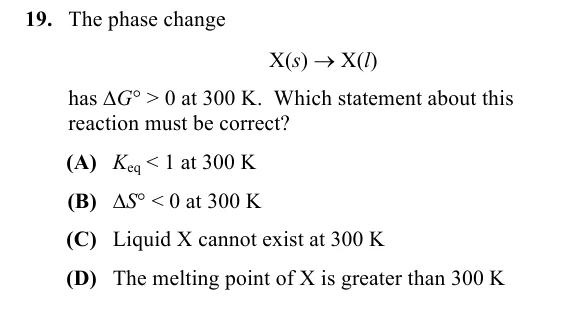 19. The phase change
X(s) → X(l)
has ΔG° > 0 at 300 K. Which statement about this
reaction must be correct?
(A) Keq < 1 at 300 K
(B) ΔS° < 0 at 300 K
(C) Liquid X cannot exist at 300 K
(D) The melting point of X is greater than 300 K